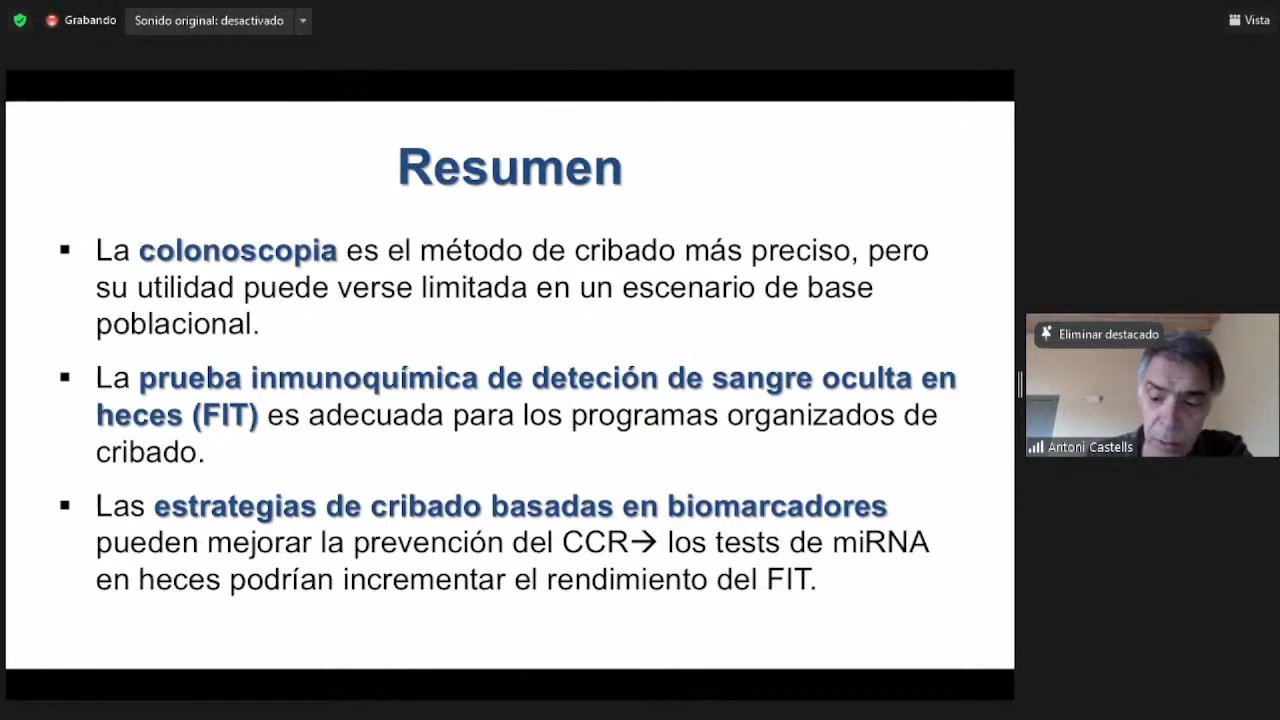 Grabando
Sonido original: desactivado
Vista
Resumen
▪ La colonoscopia es el método de cribado más preciso, pero
su utilidad puede verse limitada en un escenario de base
poblacional.
▪ La prueba inmunoquímica de deteción de sangre oculta en
heces (FIT) es adecuada para los programas organizados de
cribado.
▪ Las estrategias de cribado basadas en biomarcadores
pueden mejorar la prevención del CCR→ los tests de miRNA
en heces podrían incrementar el rendimiento del FIT.
Eliminar destacado
Antoni Castells